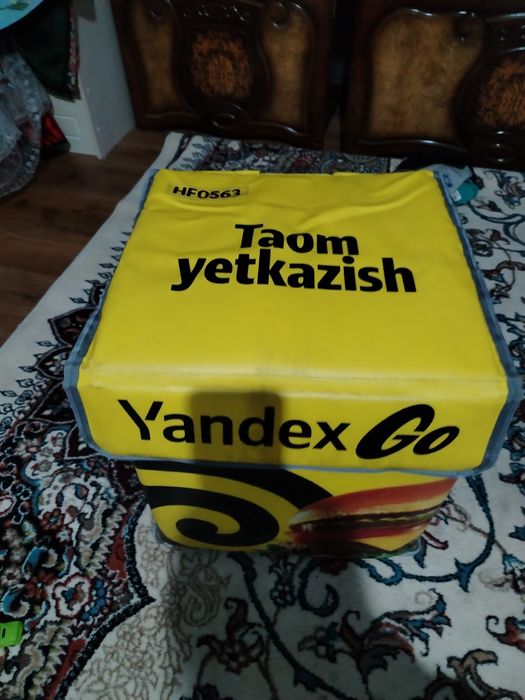 HF0563
Taom
yetkazish
Yandex Go